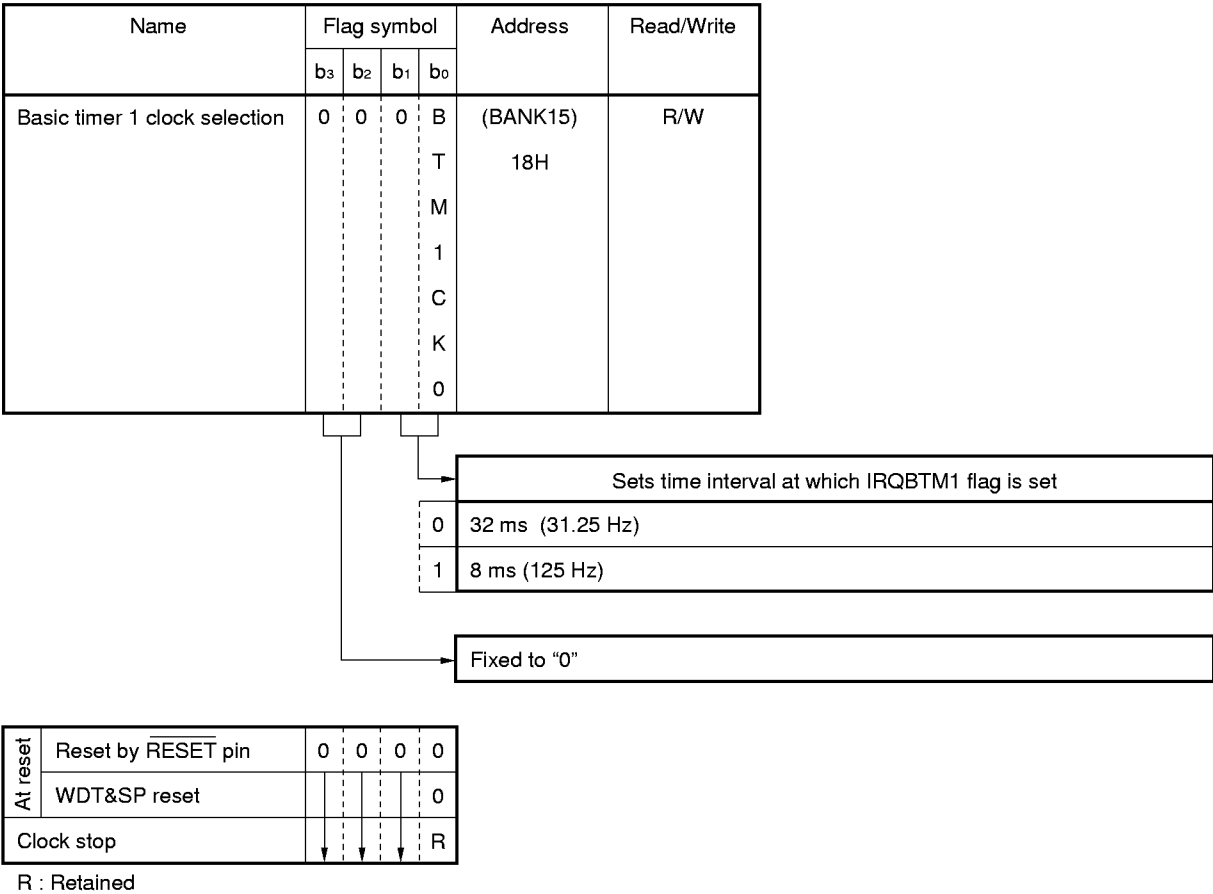 Name Flag symbol Address Read/Write
b3 b2 b1 b0
Basic timer 1 clock selection 0 0 0 B (BANK15) R/W
T 18H
M
1
C
K
0
Sets time interval at which IRQBTM1 flag is set
0 32 ms (31.25 Hz)
1 8 ms (125 Hz)
Fixed to “0”
At reset
Reset by RESET pin 0 0 0 0
WDT&SP reset 0
Clock stop R
R : Retained